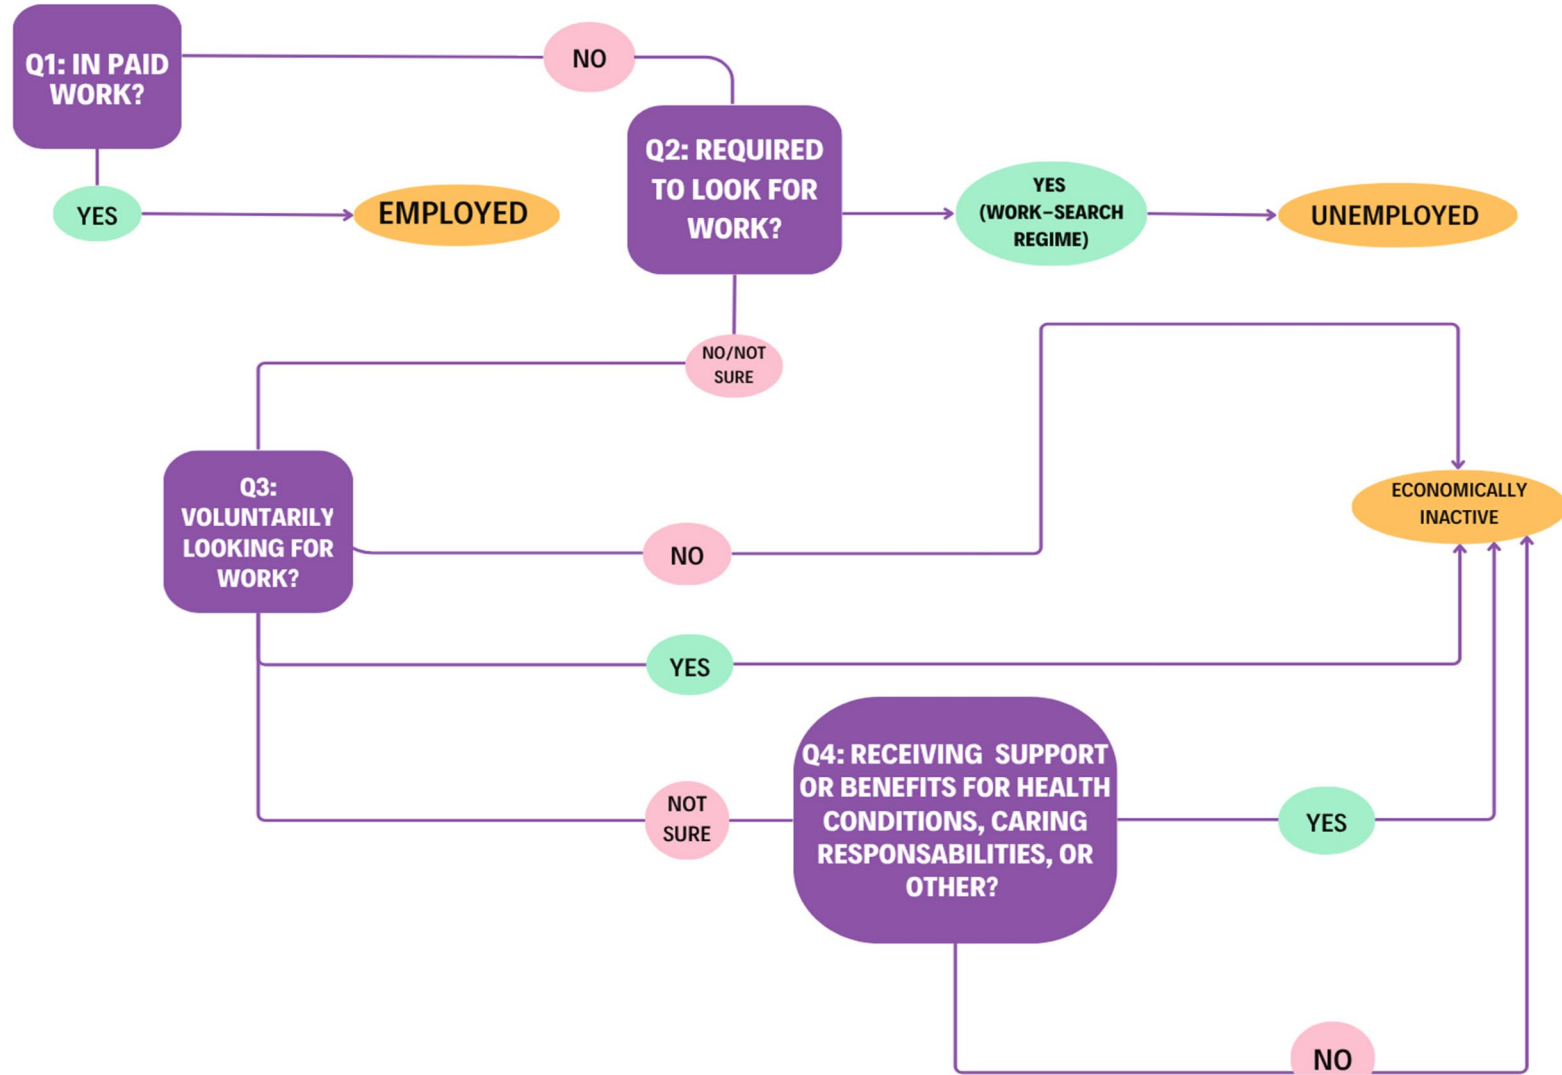 Q1: IN PAID
WORK?
NO
YES
EMPLOYED
Q2: REQUIRED
TO LOOK FOR
WORK?
YES
(WORK–SEARCH
REGIME)
UNEMPLOYED
NO/NOT
SURE
Q3:
VOLUNTARILY
LOOKING FOR
WORK?
NO
ECONOMICALLY
INACTIVE
YES
NOT
SURE
Q4: RECEIVING SUPPORT
OR BENEFITS FOR HEALTH
CONDITIONS, CARING
RESPONSABILITIES, OR
OTHER?
YES
NO